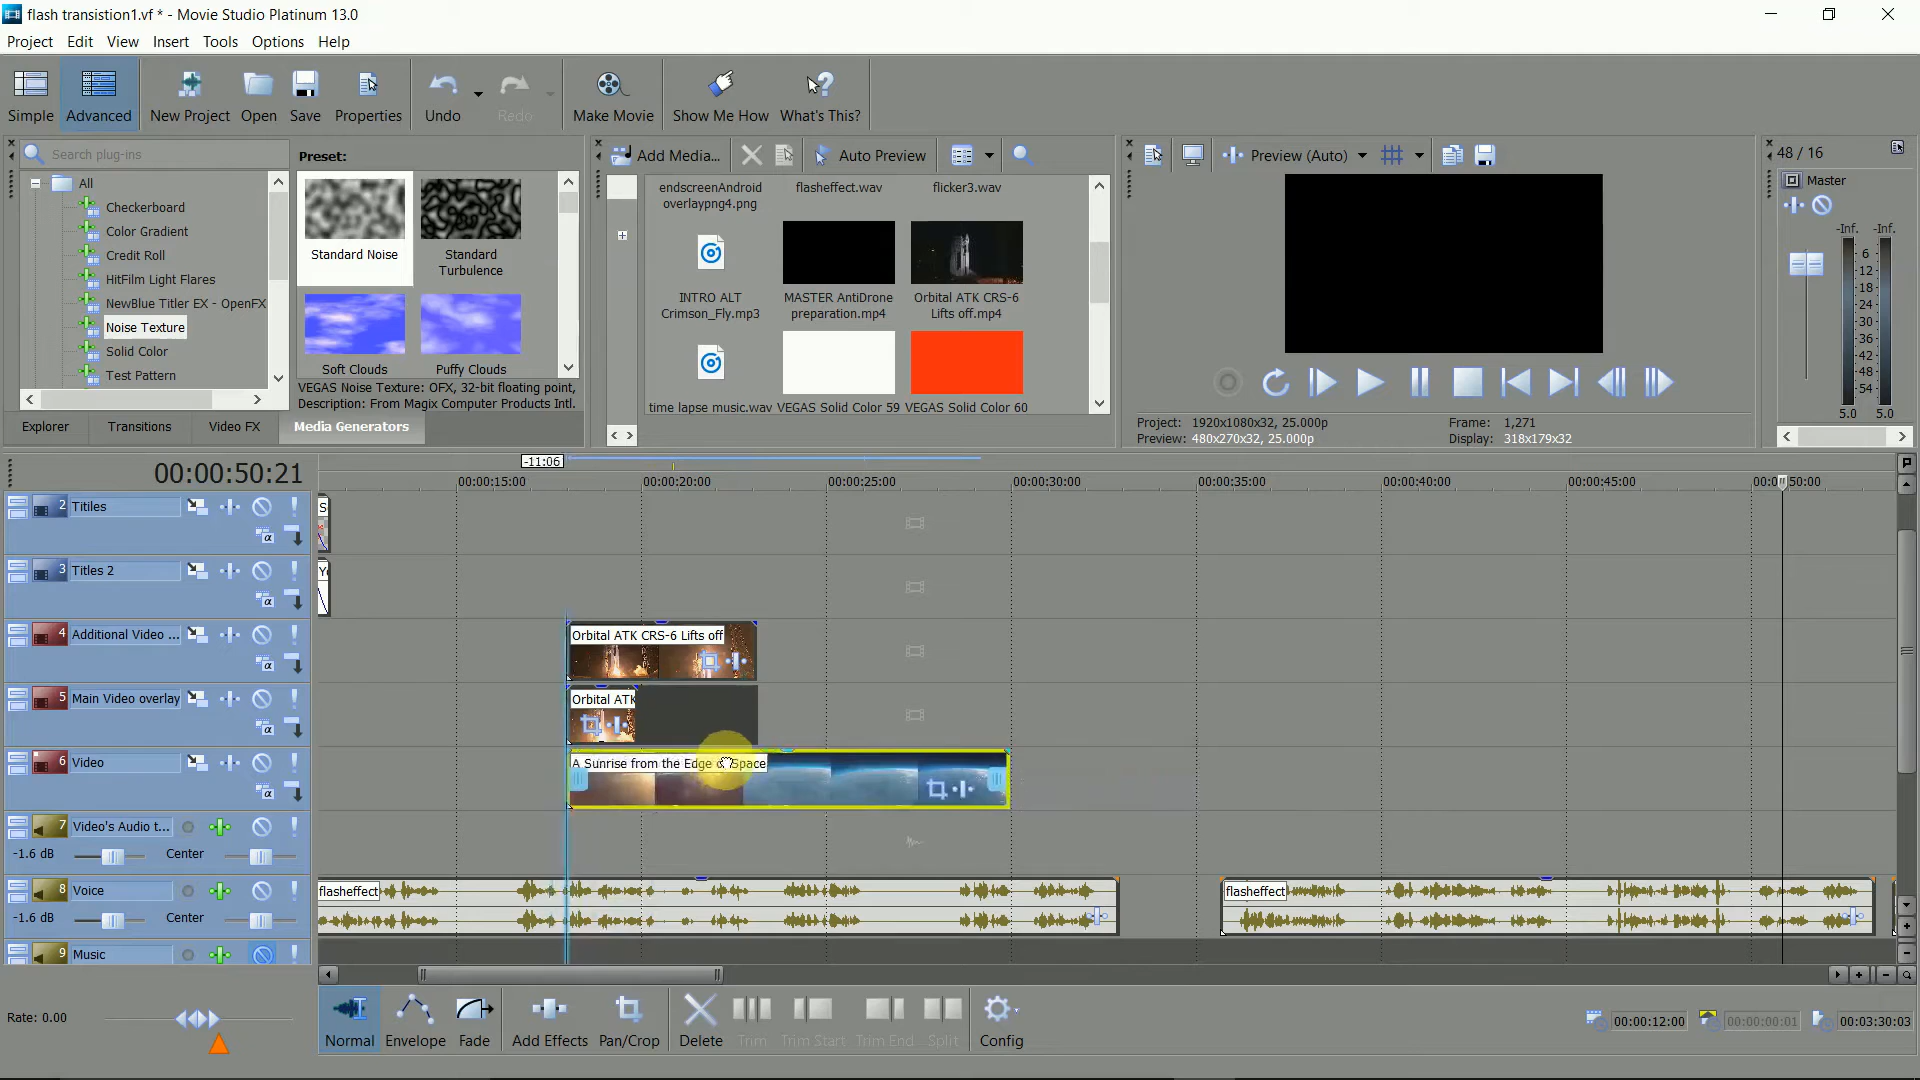 flash transistion1.vf * - Movie Studio Platinum 13.0
Project Edit View Insert Tools Options Help
Simple Advanced New Project Open Save Properties Undo Redo Make Movie Show Me How What's This?
Search plug-ins
All
Checkerboard
Color Gradient
Credit Roll
HitFilm Light Flares
NewBlue Titler EX - OpenFX
Noise Texture
Solid Color
Test Pattern
Preset:
Standard Noise
Standard Turbulence
Soft Clouds
Puffy Clouds
VEGAS Noise Texture: OFX, 32-bit floating point,
Description: From Magix Computer Products Intl.
Explorer Transitions Video FX Media Generators
Add Media... Auto Preview
endscreenAndroid overlaypng4.png
flasheffect.wav
flicker3.wav
INTRO ALT Crimson_Fly.mp3
MASTER AntiDrone preparation.mp4
Orbital ATK CRS-6 Lifts off.mp4
time lapse music.wav VEGAS Solid Color 59 VEGAS Solid Color 60
Preview (Auto)
Project: 1920x1080x32, 25.000p
Preview: 480x270x32, 25.000p
Frame: 1,271
Display: 318x179x32
48 / 16
Master
-Inf. -Inf.
6
12
18
24
30
36
42
48
54
5.0 5.0
00:00:50:21
-11:06
00:00:15:00 00:00:20:00 00:00:25:00 00:00:30:00 00:00:35:00 00:00:40:00 00:00:45:00
2 Titiles
3 Titles 2
4 Additional Video ...
Orbital ATK CRS-6 Lifts off
5 Main Video overlay
Orbital ATK
6 Video
A Sunrise from the Edge of Space
7 Video's Audio t...
-1.6 dB Center
8 Voice
-1.6 dB Center
flasheffect
flasheffect
9 Music
Rate: 0.00
Normal Envelope Fade Add Effects Pan/Crop Delete Trim Trim Start Trim End Split Config
00:00:12:00 00:00:00:01 00:03:30:03